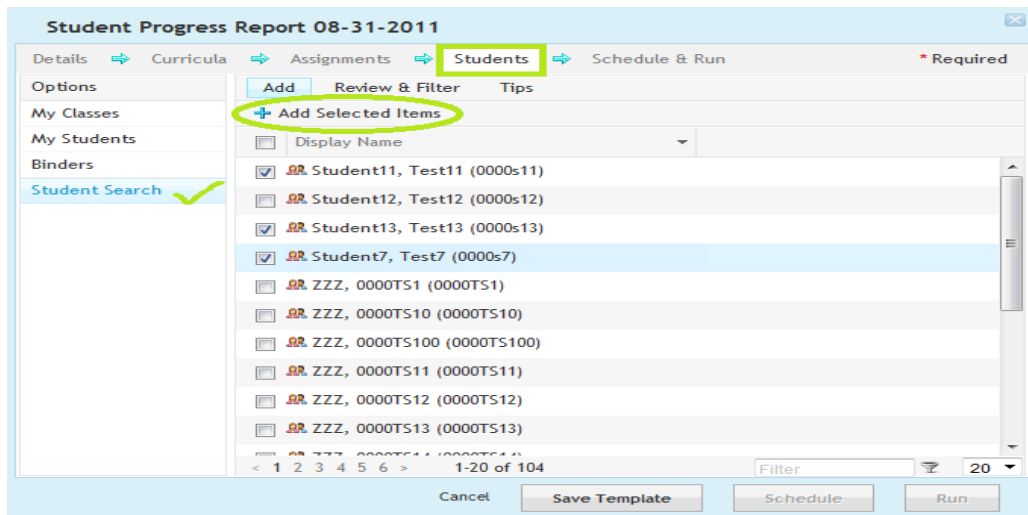 Student Progress Report 08-31-2011
Details Curricula Assignments Students Schedule & Run * Required
Options
My Classes
My Students
Binders
Student Search
Add Review & Filter Tips
Add Selected Items
Display Name
Student11, Test11 (0000s11)
Student12, Test12 (0000s12)
Student13, Test13 (0000s13)
Student7, Test7 (0000s7)
ZZZ, 0000TS1 (0000TS1)
ZZZ, 0000TS10 (0000TS10)
ZZZ, 0000TS100 (0000TS100)
ZZZ, 0000TS11 (0000TS11)
ZZZ, 0000TS12 (0000TS12)
ZZZ, 0000TS13 (0000TS13)
< 1 2 3 4 5 6 > 1-20 of 104 Filter 20
Cancel Save Template Schedule Run